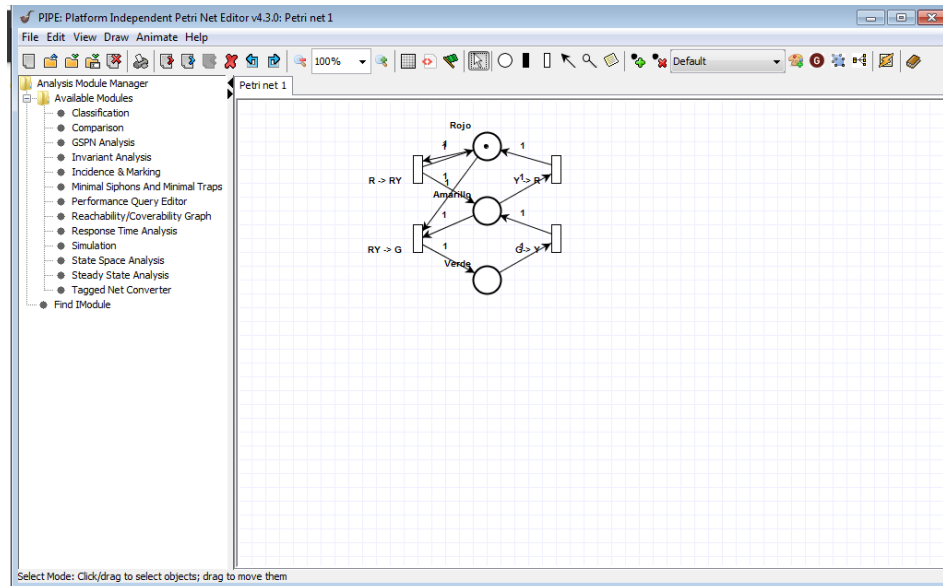 PIPE: Platform Independent Petri Net Editor v4.3.0: Petri net 1
File Edit View Draw Animate Help
100%
Default
Analysis Module Manager
Available Modules
Classification
Comparison
GSPN Analysis
Invariant Analysis
Incidence & Marking
Minimal Siphons And Minimal Traps
Performance Query Editor
Reachability/Coverability Graph
Response Time Analysis
Simulation
State Space Analysis
Steady State Analysis
Tagged Net Converter
Find IModule
Petri net 1
Rojo
1 1
R -> RY 1 1 Y -> R 1
Amarillo
1 1
RY -> G 1 G -> Y 1
Verde
Select Mode: Click/drag to select objects; drag to move them